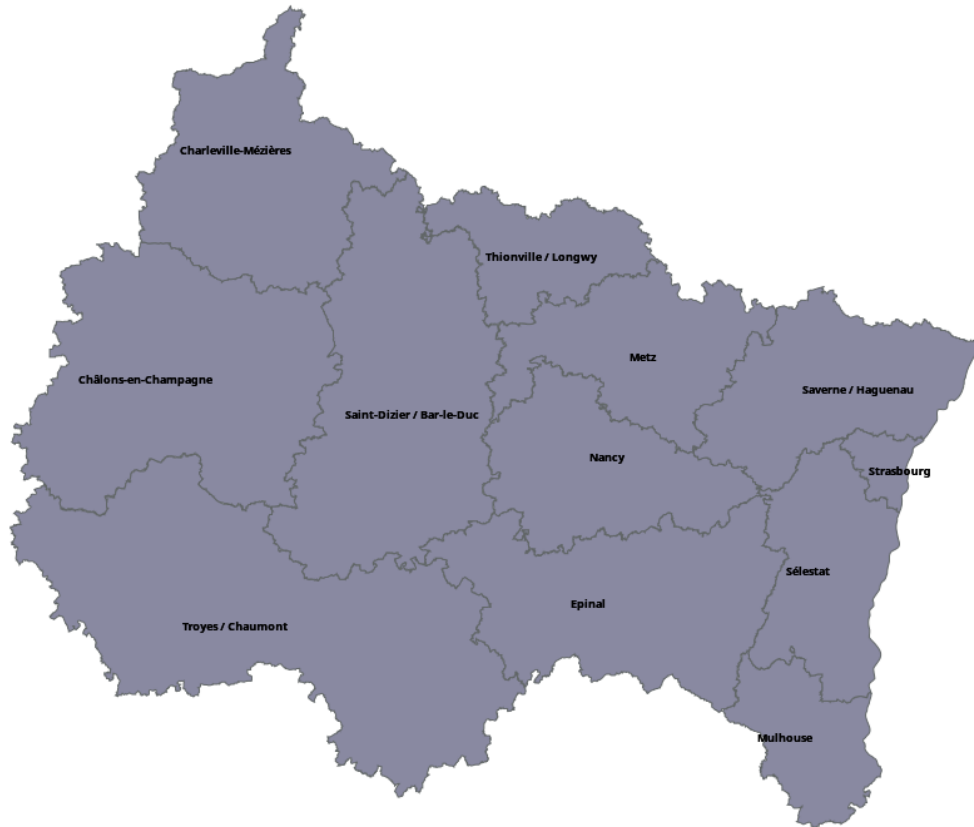 Charleville-Mézières
Thionville / Longwy
Metz
Châlons-en-Champagne
Saverne / Haguenau
Saint-Dizier / Bar-le-Duc
Nancy
Strasbourg
Sélestat
Epinal
Troyes / Chaumont
Mulhouse